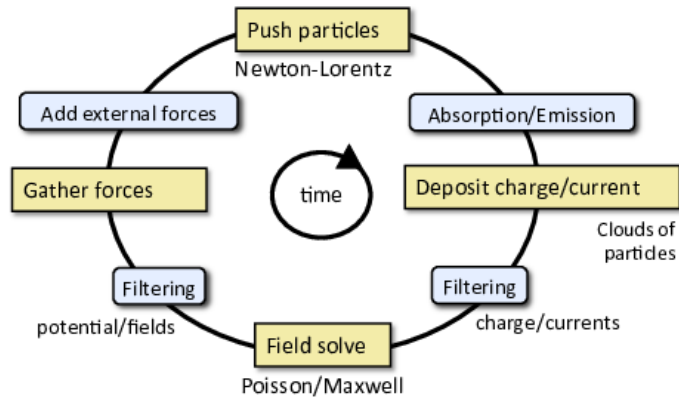 Push particles
Newton-Lorentz
Add external forces
Absorption/Emission
Gather forces
time
Deposit charge/current
Clouds of
particles
Filtering
Filtering
potential/fields
charge/currents
Field solve
Poisson/Maxwell